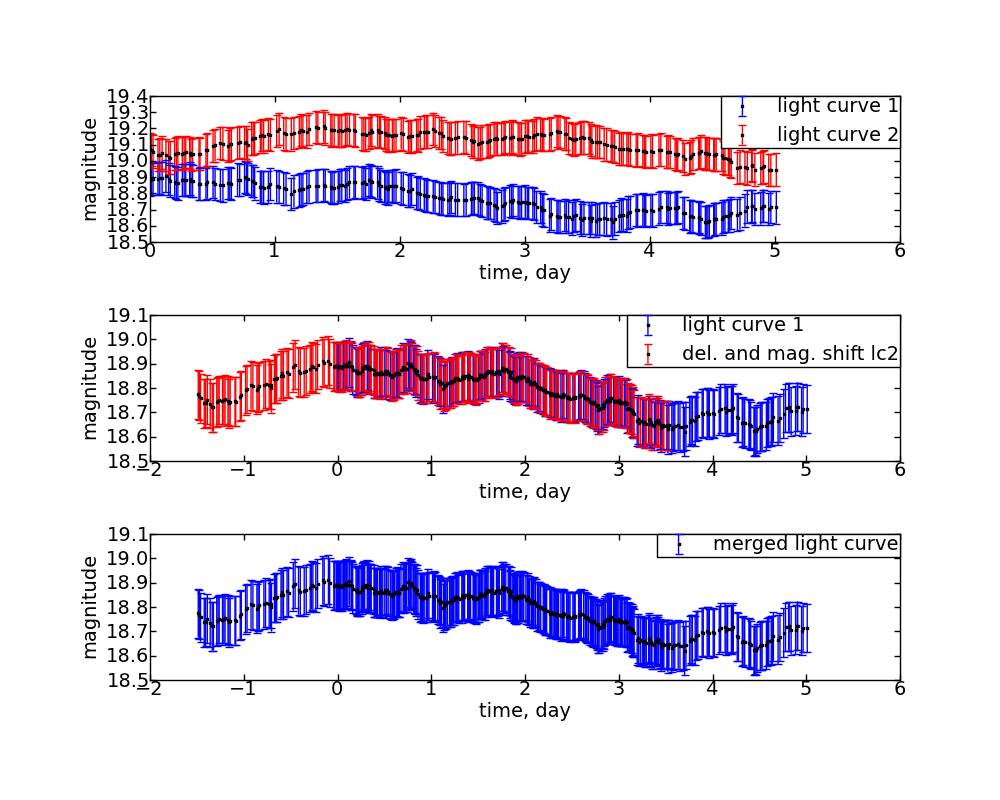 19.4
19.3
19.2
19.1
19.0
18.9
18.8
18.7
18.6
18.5
magnitude
light curve 1
light curve 2
0 1 2 3 4 5 6
time, day
19.1
19.0
18.9
18.8
18.7
18.6
18.5
magnitude
light curve 1
del. and mag. shift lc2
−2 −1 0 1 2 3 4 5 6
time, day
19.1
19.0
18.9
18.8
18.7
18.6
18.5
magnitude
merged light curve
−2 −1 0 1 2 3 4 5 6
time, day